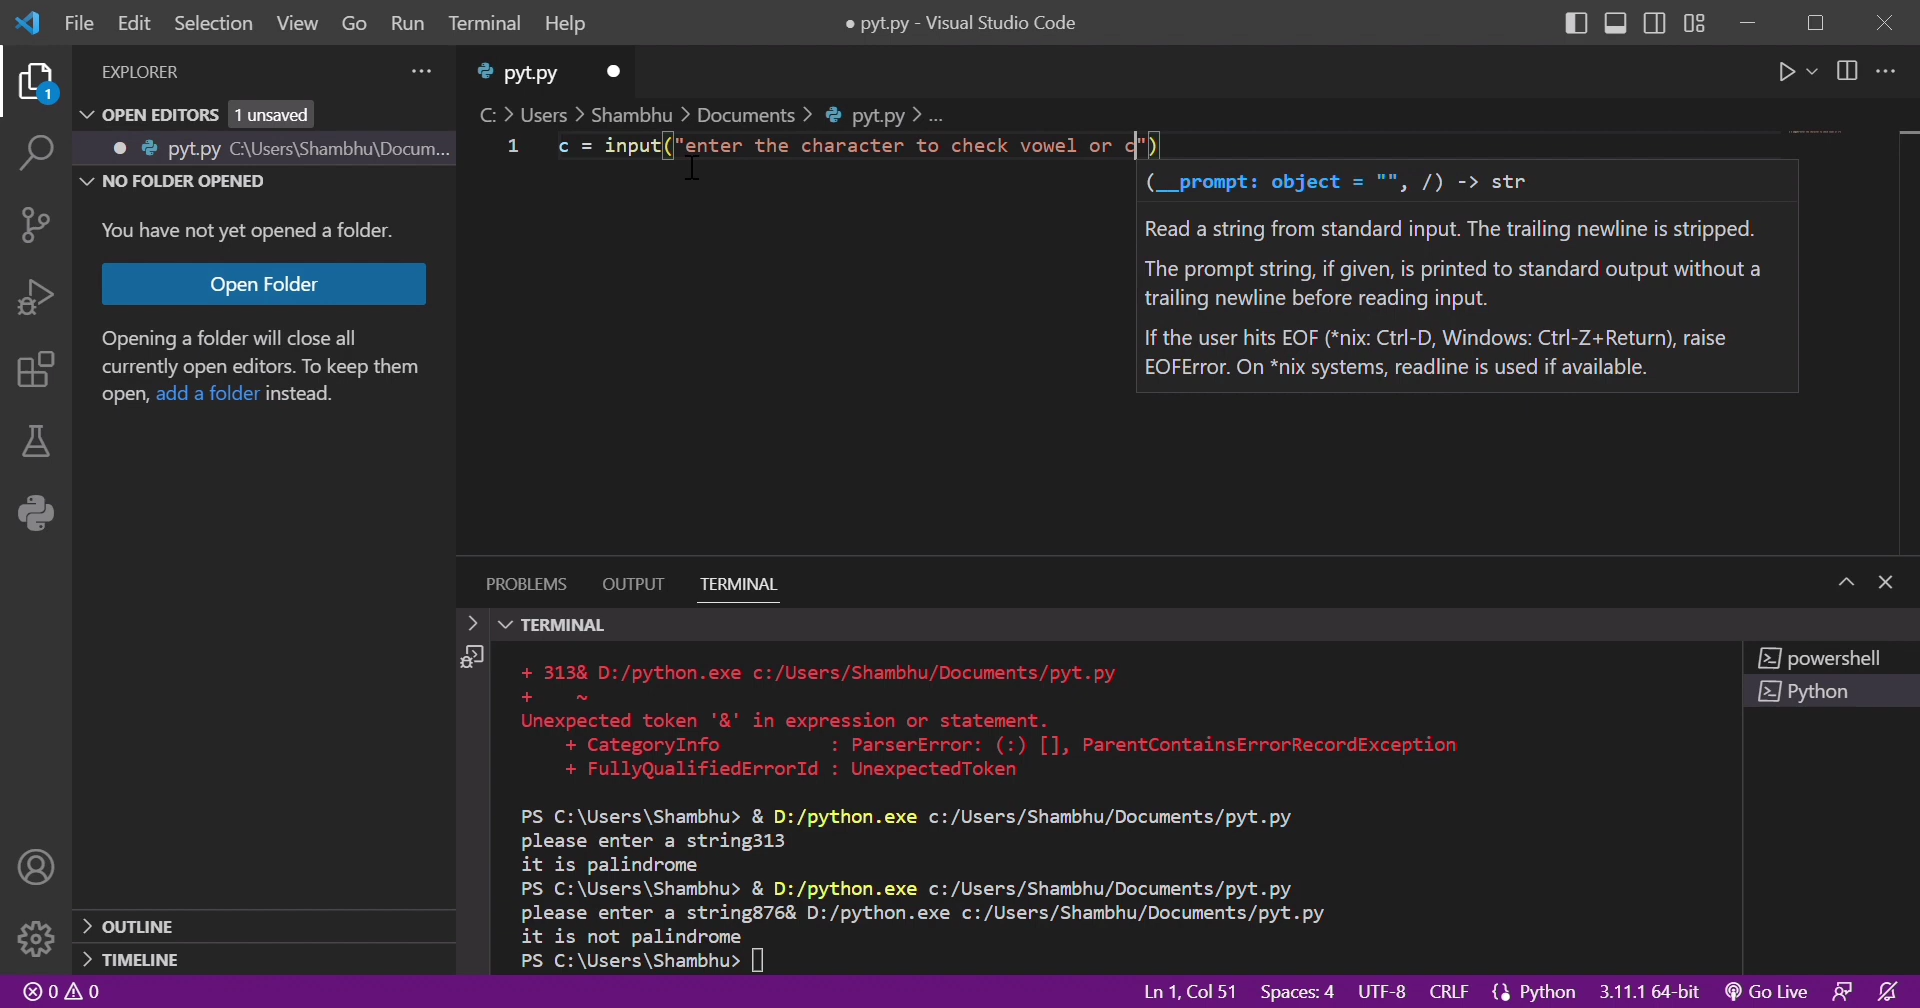 File Edit Selection View Go Run Terminal Help
● pyt.py - Visual Studio Code
EXPLORER
1
OPEN EDITORS 1 unsaved
pyt.py C:\Users\Shambhu\Docum...
NO FOLDER OPENED
You have not yet opened a folder.
Open Folder
Opening a folder will close all
currently open editors. To keep them
open, add a folder instead.
OUTLINE
TIMELINE
pyt.py
C: > Users > Shambhu > Documents > pyt.py > ...
1 c = input("enter the character to check vowel or c")
(__prompt: object = "", /) -> str
Read a string from standard input. The trailing newline is stripped.
The prompt string, if given, is printed to standard output without a
trailing newline before reading input.
If the user hits EOF (*nix: Ctrl-D, Windows: Ctrl-Z+Return), raise
EOFError. On *nix systems, readline is used if available.
PROBLEMS OUTPUT TERMINAL
TERMINAL
+ 313& D:/python.exe c:/Users/Shambhu/Documents/pyt.py
+ ~
Unexpected token '&' in expression or statement.
+ CategoryInfo : ParserError: (:) [], ParentContainsErrorRecordException
+ FullyQualifiedErrorId : UnexpectedToken
PS C:\Users\Shambhu> & D:/python.exe c:/Users/Shambhu/Documents/pyt.py
please enter a string313
it is palindrome
PS C:\Users\Shambhu> & D:/python.exe c:/Users/Shambhu/Documents/pyt.py
please enter a string876& D:/python.exe c:/Users/Shambhu/Documents/pyt.py
it is not palindrome
PS C:\Users\Shambhu>
powershell
Python
0 0 Ln 1, Col 51 Spaces: 4 UTF-8 CRLF Python 3.11.1 64-bit Go Live